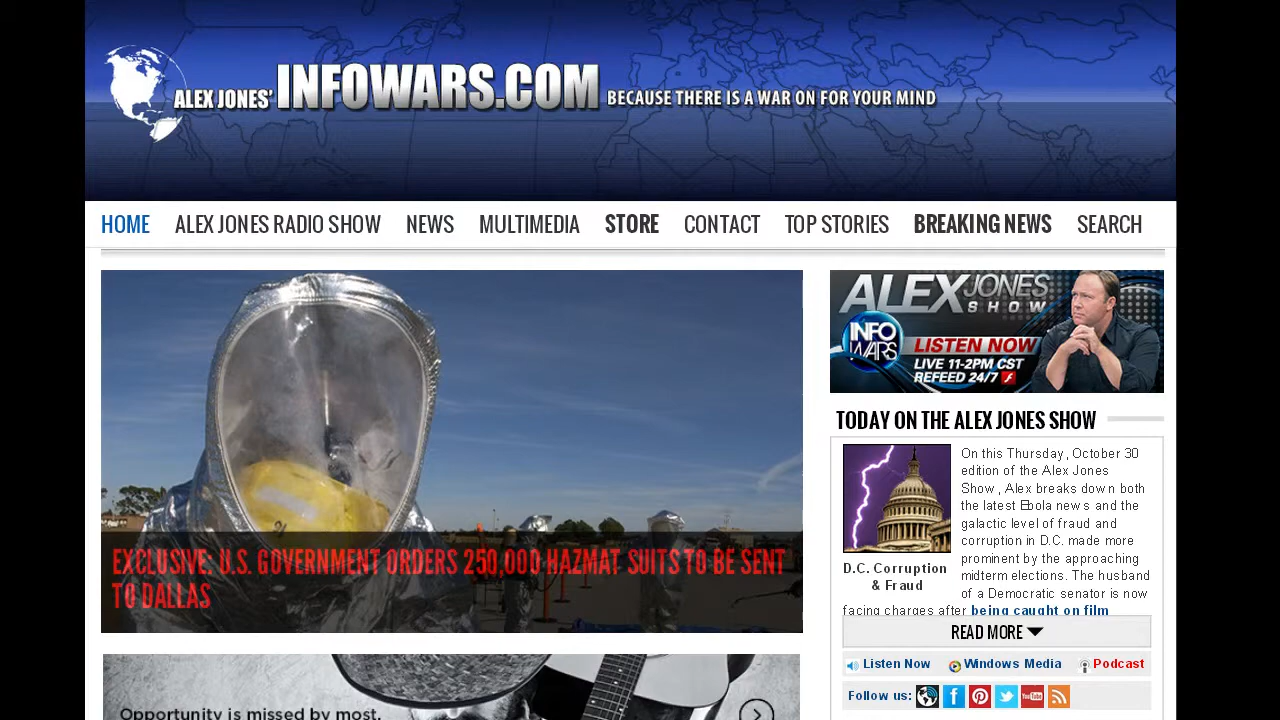 ALEX JONES' INFOWARS.COM BECAUSE THERE IS A WAR ON FOR YOUR MIND
HOME ALEX JONES RADIO SHOW NEWS MULTIMEDIA STORE CONTACT TOP STORIES BREAKING NEWS SEARCH
EXCLUSIVE: U.S. GOVERNMENT ORDERS 250,000 HAZMAT SUITS TO BE SENT
TO DALLAS
Opportunity is missed by most.
ALEX JONES
SHOW
INFO
WARS
LISTEN NOW
LIVE 11-2PM CST
REFEED 24/7
TODAY ON THE ALEX JONES SHOW
D.C. Corruption
& Fraud
On this Thursday, October 30
edition of the Alex Jones
Show, Alex breaks down both
the latest Ebola news and the
galactic level of fraud and
corruption in D.C. made more
prominent by the approaching
midterm elections. The husband
of a Democratic senator is now
facing charges after being caught on film
READ MORE
Listen Now Windows Media Podcast
Follow us: